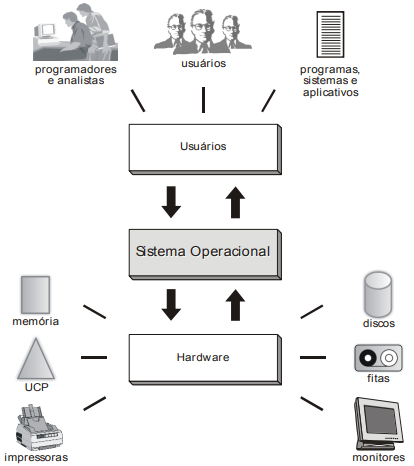 programadores
e analistas
usuários
programas,
sistemas e
aplicativos
Usuários
Sistema Operacional
memória
discos
Hardware
UCP
fitas
impressoras
monitores